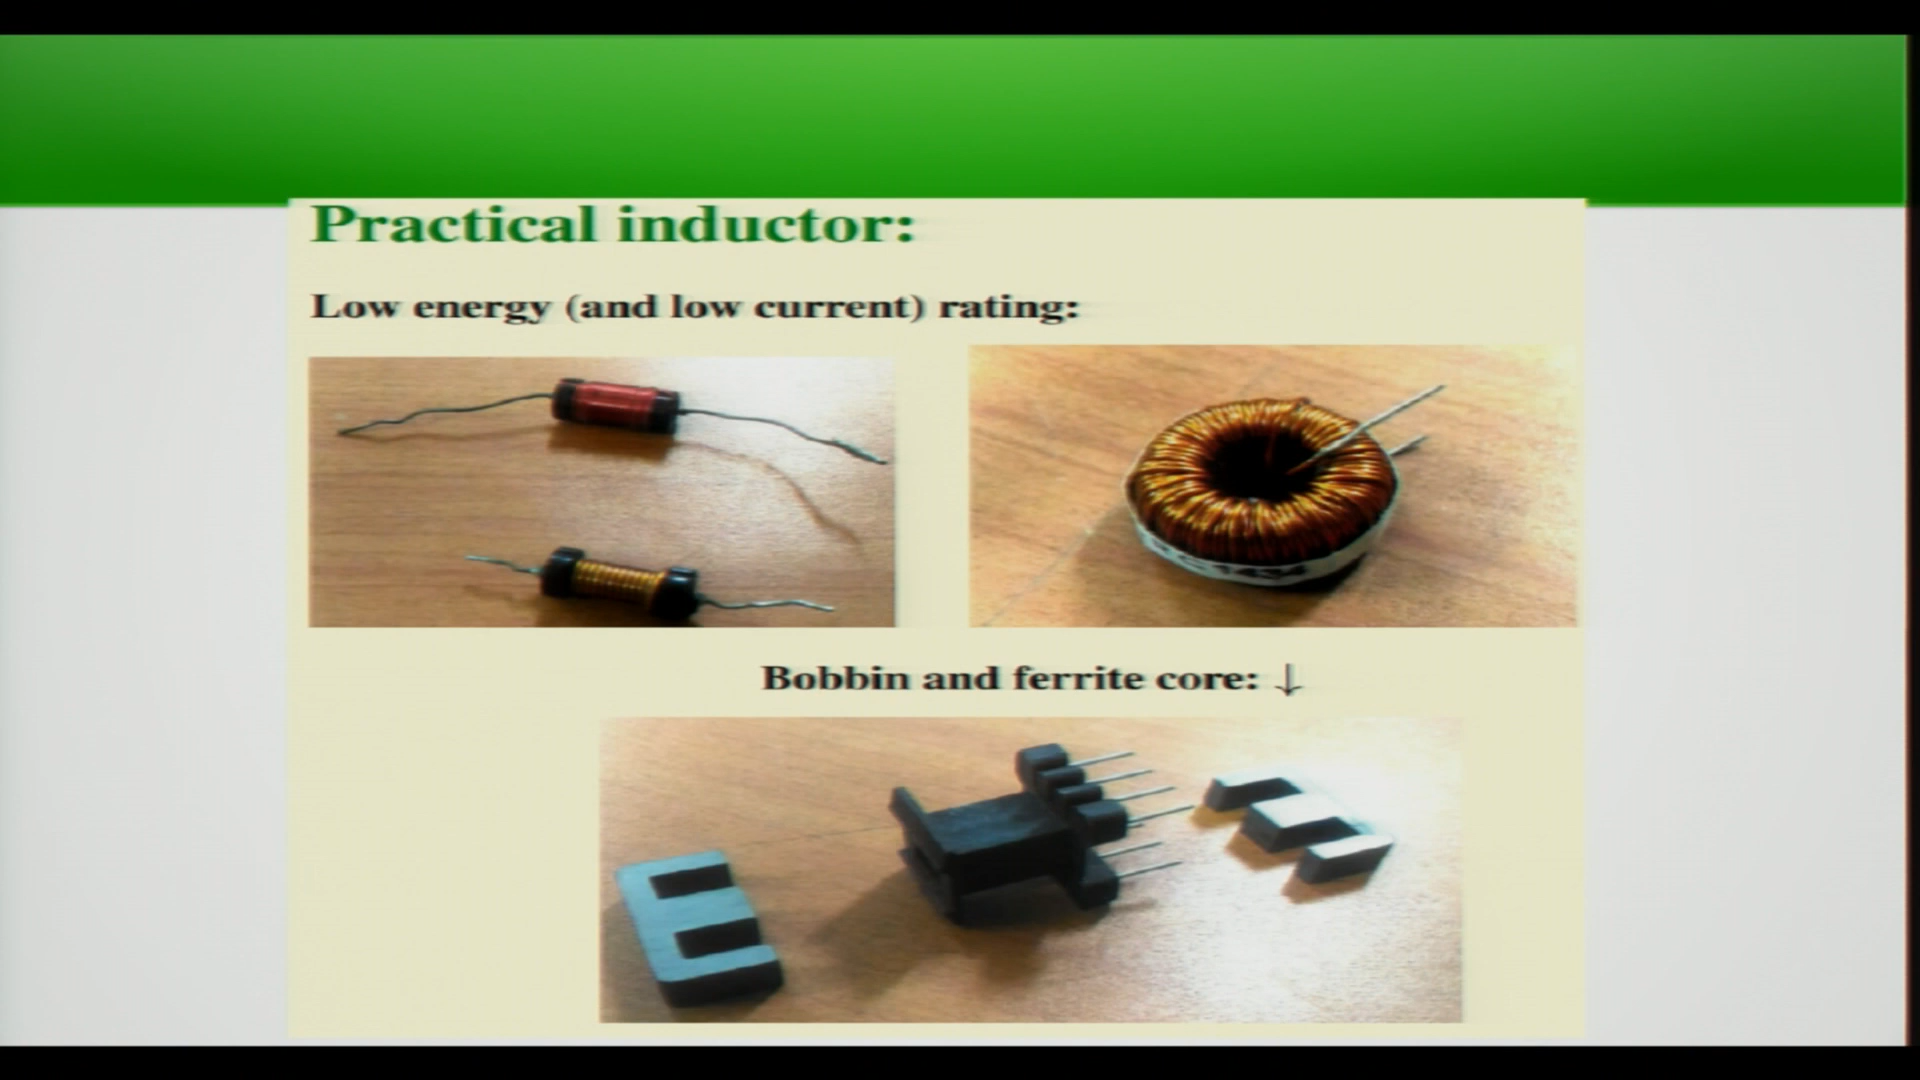 Practical inductor:
Low energy (and low current) rating:
Bobbin and ferrite core: ↓